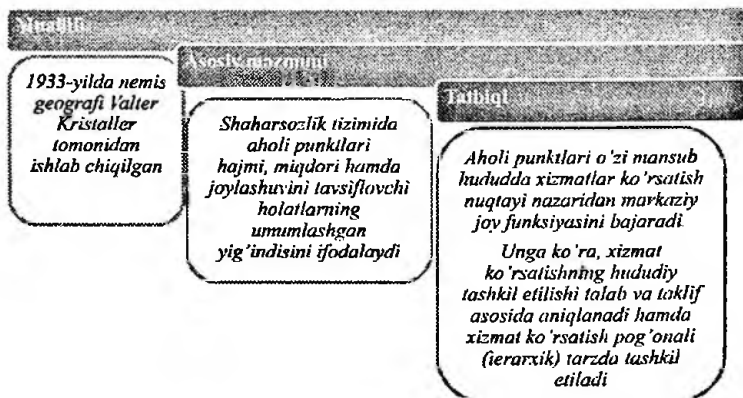 Muallifi
1933-yilda nemis
geografi Valter
Kristaller
tomonidan
ishlab chiqilgan
Asosiy mazmuni
Shaharsozlik tizimida
aholi punktlari
hajmi, miqdori hamda
joylashuvini tavsiflovchi
holatlarning
umumlashgan
yig'indisini ifodalaydi
Tatbiqi
Aholi punktlari o'zi mansub
hududda xizmatlar ko'rsatish
nuqtayi nazaridan markaziy
joy funksiyasini bajaradi
Unga ko'ra, xizmat
ko'rsatishning hududiy
tashkil etilishi talab va taklif
asosida aniqlanadi hamda
xizmat ko'rsatish pog'onali
(ierarxik) tarzda tashkil
etiladi